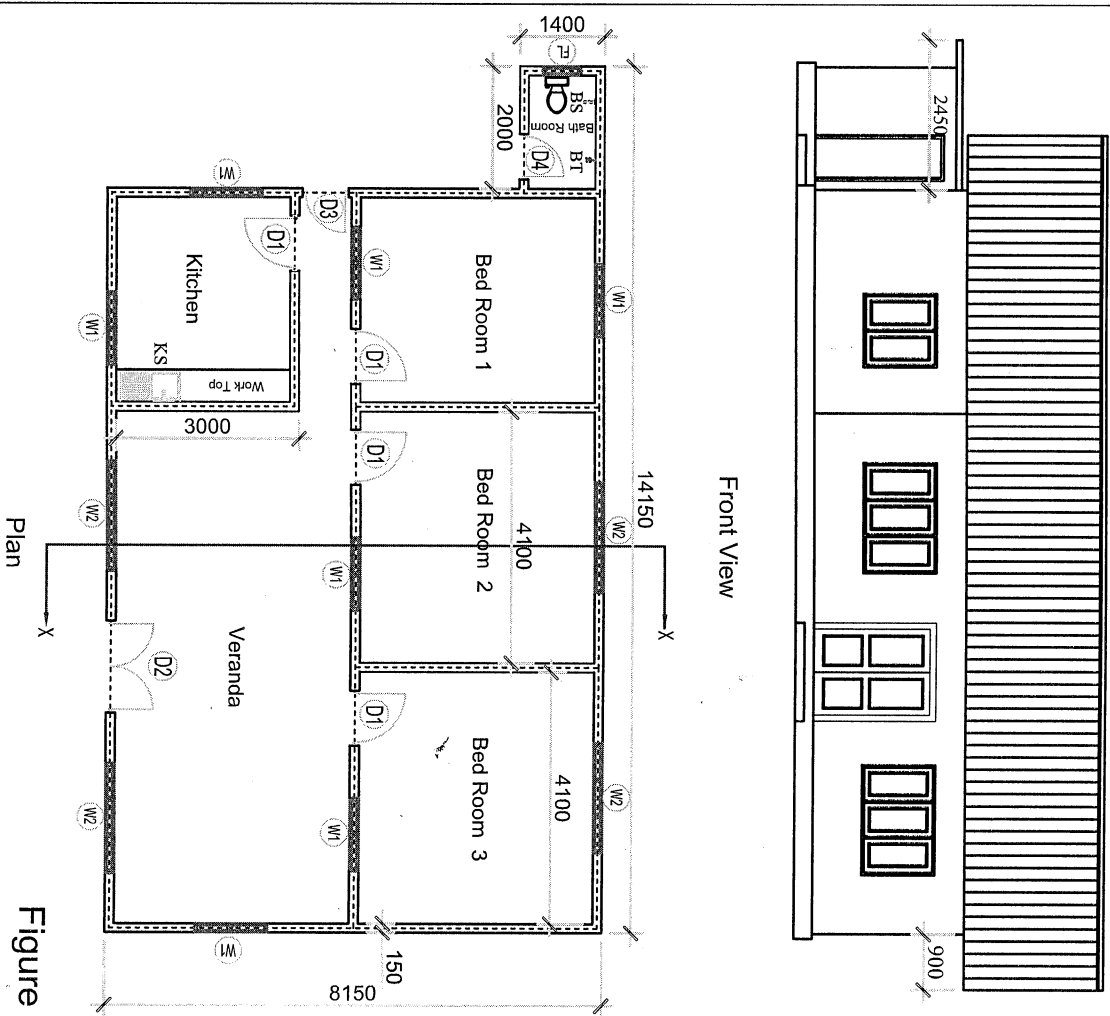 1400
FL
BS
Bath Room
BT
D4
2000
2450
W1
D3
D1
W1
Kitchen
Bed Room 1
W1
W1
KS
Work Top
D1
3000
D1
Bed Room 2
4100
14150
W2
W2
W1
Front View
Plan
X
X
Veranda
D2
D1
Bed Room 3
4100
W2
W2
W1
W1
150
8150
900
Figure